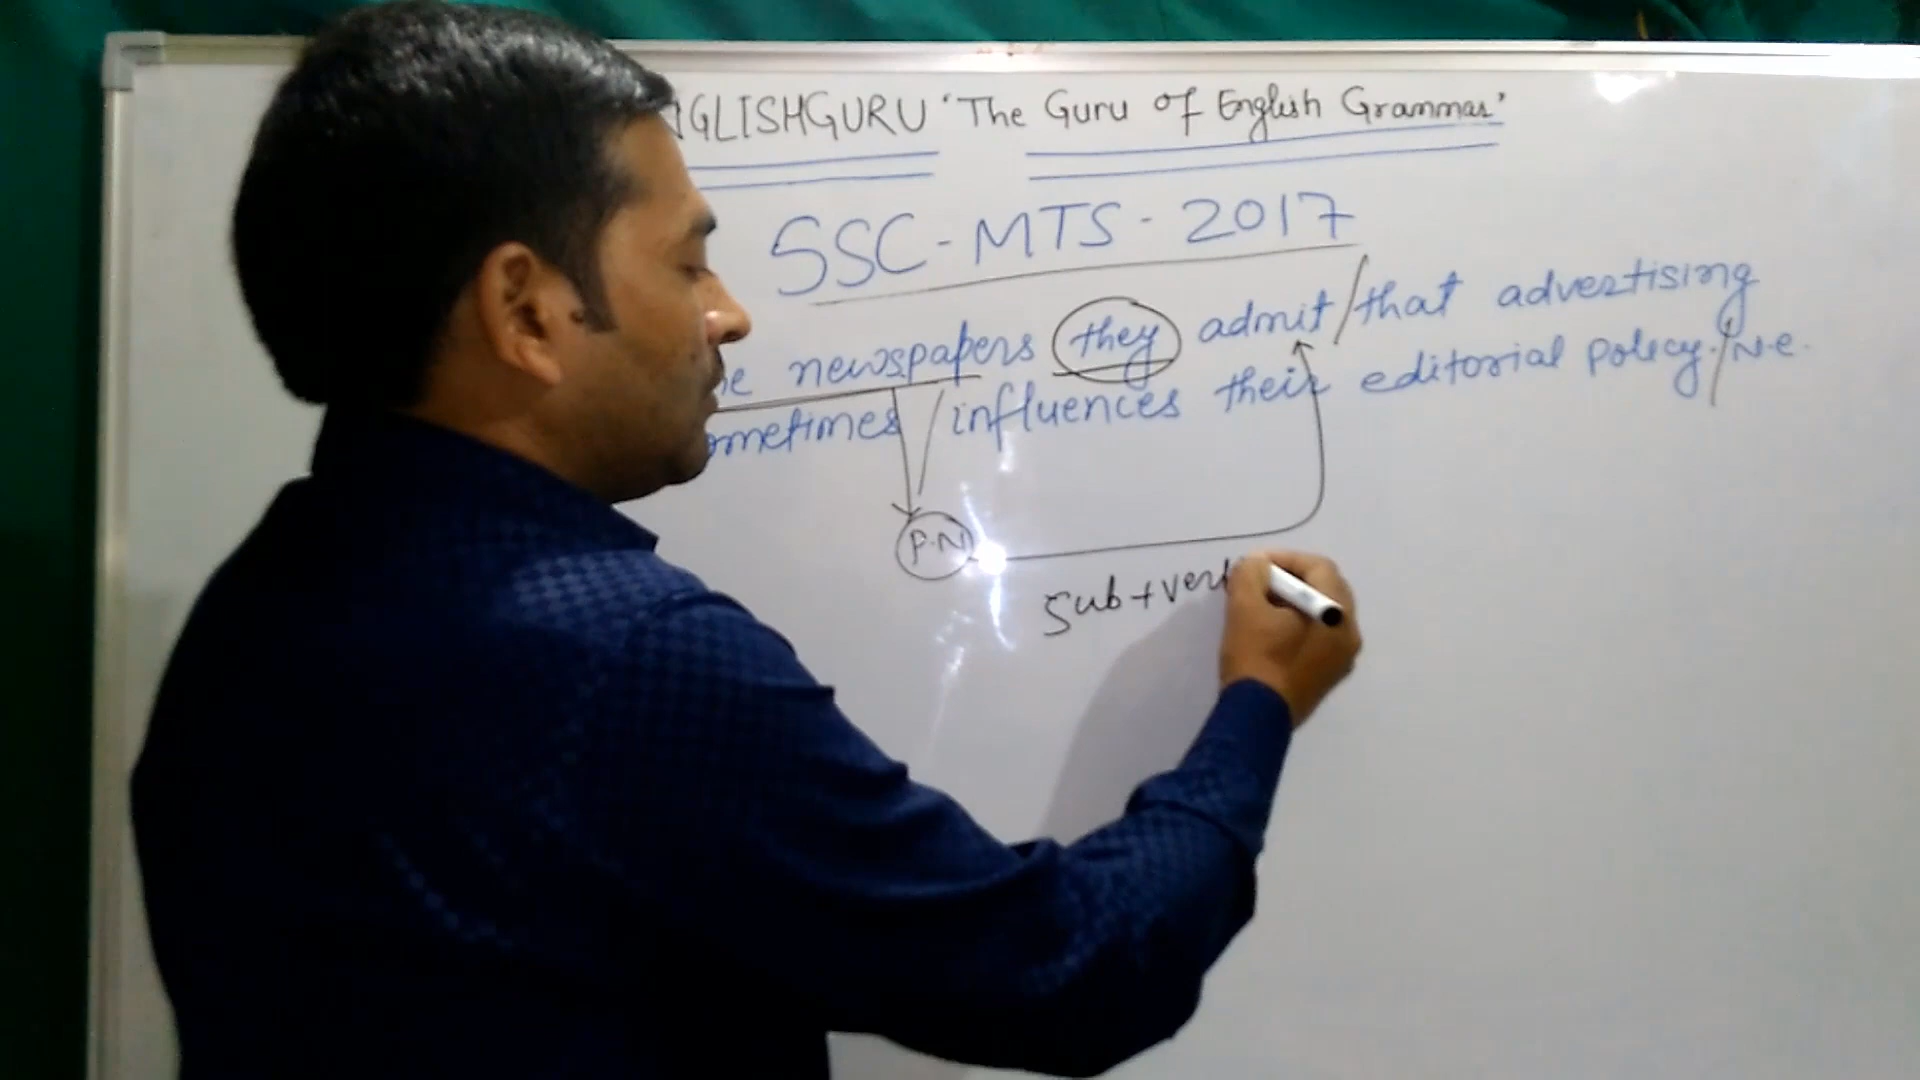 NGLISHGURU 'The Guru of English Grammar'
SSC-MTS-2017
newspapers they admit/that advertising
ometimes/influences their editorial policy./N.e.
P.N
Sub+verb